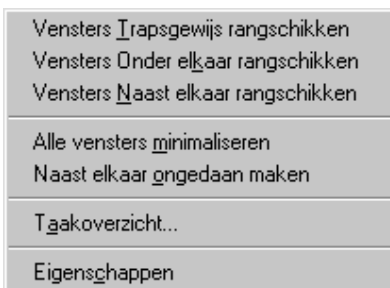 Vensters Trapsgewijs rangschikken
Vensters Onder elkaar rangschikken
Vensters Naast elkaar rangschikken
Alle vensters minimaliseren
Naast elkaar ongedaan maken
Taakoverzicht...
Eigenschappen